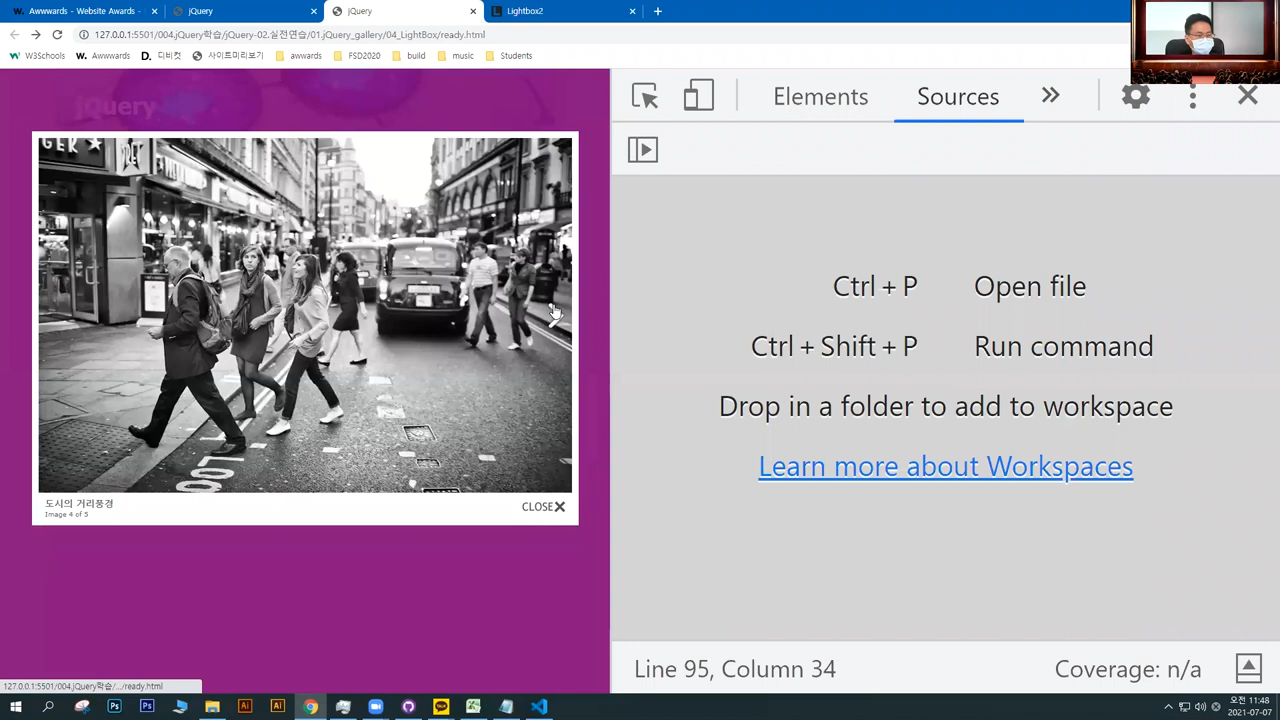 Awwwards - Website Awards -
jQuery
jQuery
Lightbox2
127.0.0.1:5501/004.jQuery학습/jQuery-02.실전연습/01.jQuery_gallery/04_LightBox/ready.html
W3Schools
Awwwards
디비컷
사이트미리보기
awwards
FSD2020
build
music
Students
jQuery
Elements
Sources
Ctrl + P Open file
Ctrl + Shift + P Run command
Drop in a folder to add to workspace
Learn more about Workspaces
GER
LOO
도시의 거리풍경
Image 4 of 5
CLOSE
Line 95, Column 34
Coverage: n/a
127.0.0.1:5501/004.jQuery학습/.../ready.html
오전 11:48
2021-07-07